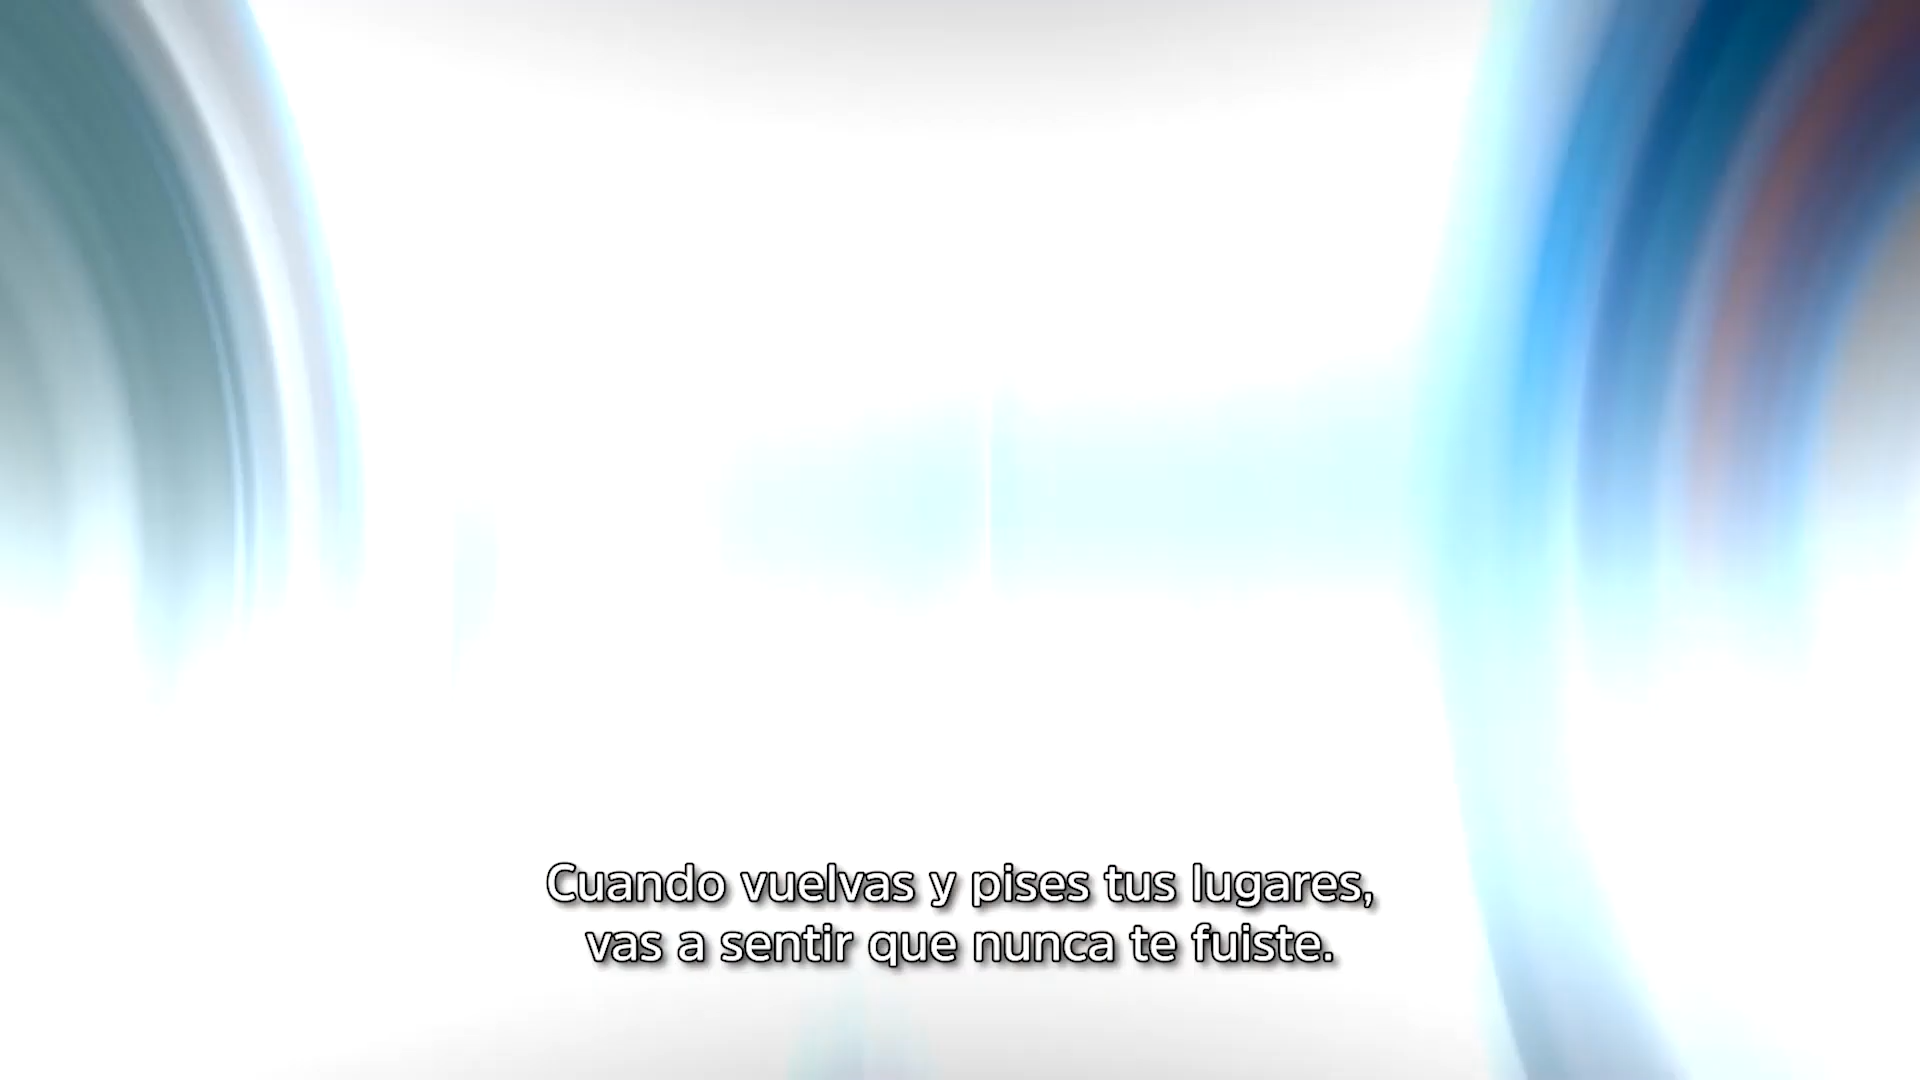 Cuando vuelvas y pises tus lugares,
vas a sentir que nunca te fuiste.